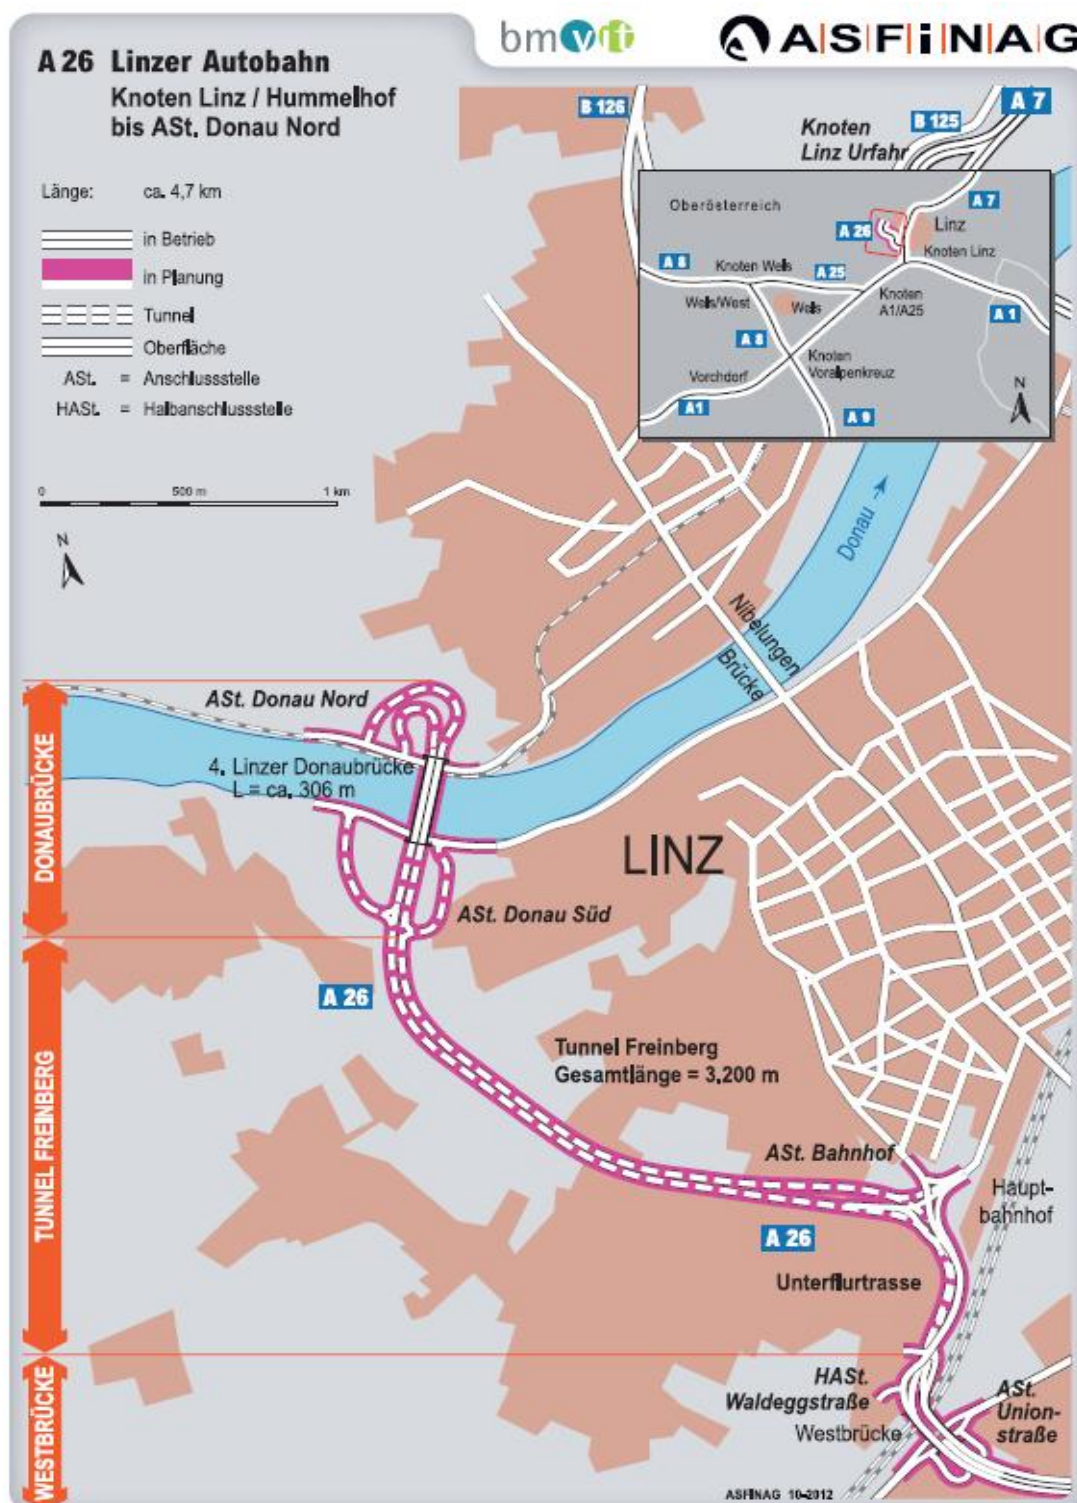 bmvit
ASFiNAG
A 26 Linzer Autobahn
Knoten Linz / Hummelhof
bis ASt. Donau Nord
Länge: ca. 4,7 km
in Betrieb
in Planung
Tunnel
Oberfläche
ASt. = Anschlussstelle
HASt. = Halbanschlussstelle
0 500 m 1 km
N
B 126
Knoten
Linz Urfahr
B 125
A 7
Oberösterreich
A 7
A 26
Linz
Knoten Linz
A 8
Knoten Wels
A 25
Wels/West
Wels
Knoten
A1/A25
A 1
A 8
Knoten
Voralpenkreuz
Vorchdorf
A1
A 9
N
Donau
Nibelungen
Brücke
ASt. Donau Nord
4. Linzer Donaubrücke
L = ca. 306 m
LINZ
ASt. Donau Süd
DONAUBRÜCKE
A 26
Tunnel Freinberg
Gesamtlänge = 3.200 m
TUNNEL FREINBERG
ASt. Bahnhof
Haupt-
bahnhof
A 26
Unterflurtrasse
HASt.
Waldeggstraße
Westbrücke
ASt.
Union-
straße
WESTBRÜCKE
ASFINAG 10-2012